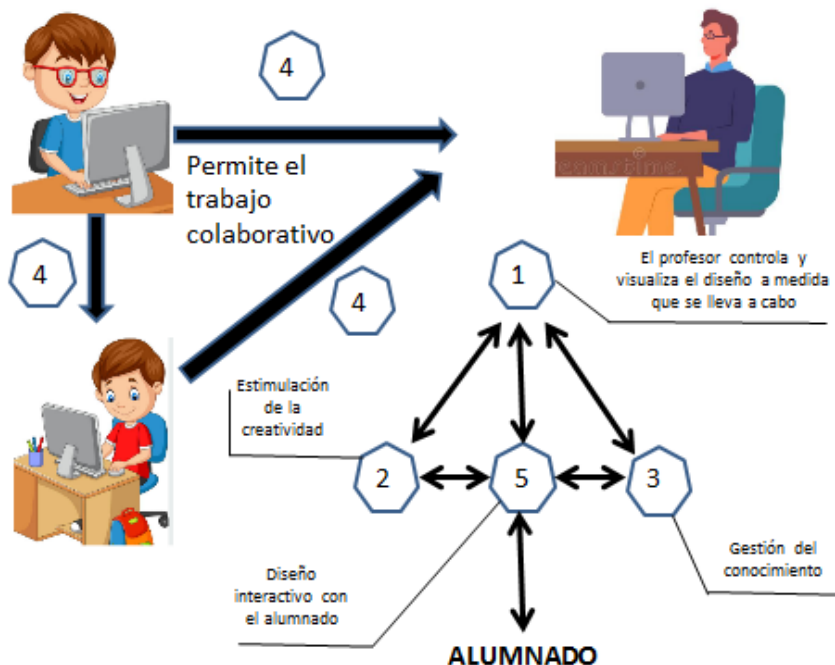 4
Permite el
trabajo
colaborativo
4
4
El profesor controla y
visualiza el diseño a medida
que se lleva a cabo
1
Estimulación
de la
creatividad
2
5
3
Diseño
interactivo con
el alumnado
Gestión del
conocimiento
ALUMNADO